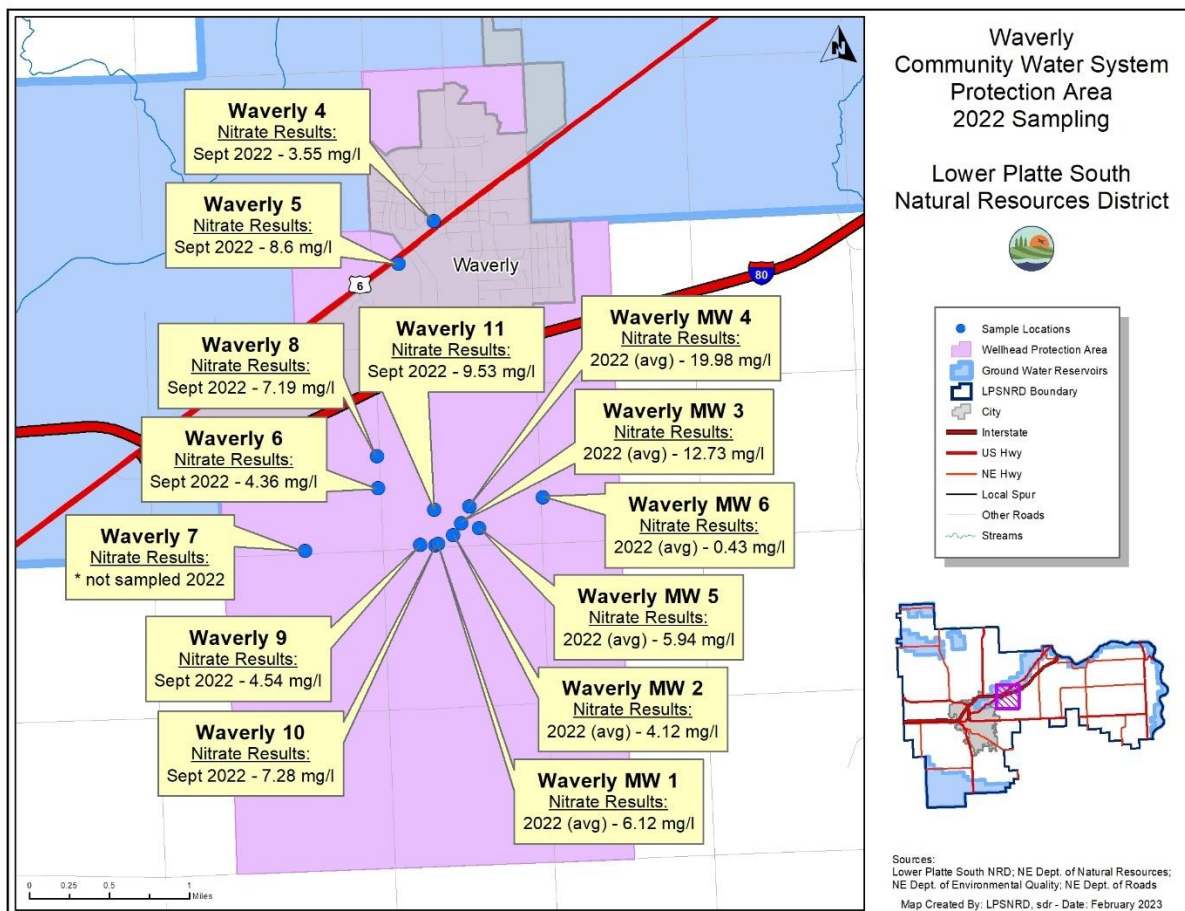 Waverly
Community Water System
Protection Area
2022 Sampling
Lower Platte South
Natural Resources District
N
Waverly 4
Nitrate Results:
Sept 2022 - 3.55 mg/l
Waverly 5
Nitrate Results:
Sept 2022 - 8.6 mg/l
Waverly
6
80
Waverly 11
Nitrate Results:
Sept 2022 - 9.53 mg/l
Waverly MW 4
Nitrate Results:
2022 (avg) - 19.98 mg/l
Waverly 8
Nitrate Results:
Sept 2022 - 7.19 mg/l
Waverly MW 3
Nitrate Results:
2022 (avg) - 12.73 mg/l
Waverly 6
Nitrate Results:
Sept 2022 - 4.36 mg/l
Waverly MW 6
Nitrate Results:
2022 (avg) - 0.43 mg/l
Waverly 7
Nitrate Results:
* not sampled 2022
Waverly MW 5
Nitrate Results:
2022 (avg) - 5.94 mg/l
Waverly 9
Nitrate Results:
Sept 2022 - 4.54 mg/l
Waverly MW 2
Nitrate Results:
2022 (avg) - 4.12 mg/l
Waverly 10
Nitrate Results:
Sept 2022 - 7.28 mg/l
Waverly MW 1
Nitrate Results:
2022 (avg) - 6.12 mg/l
0 0.25 0.5 1
Miles
Sample Locations
Wellhead Protection Area
Ground Water Reservoirs
LPSNRD Boundary
City
Interstate
US Hwy
NE Hwy
Local Spur
Other Roads
Streams
Sources:
Lower Platte South NRD; NE Dept. of Natural Resources;
NE Dept. of Environmental Quality; NE Dept. of Roads
Map Created By: LPSNRD, sdr - Date: February 2023